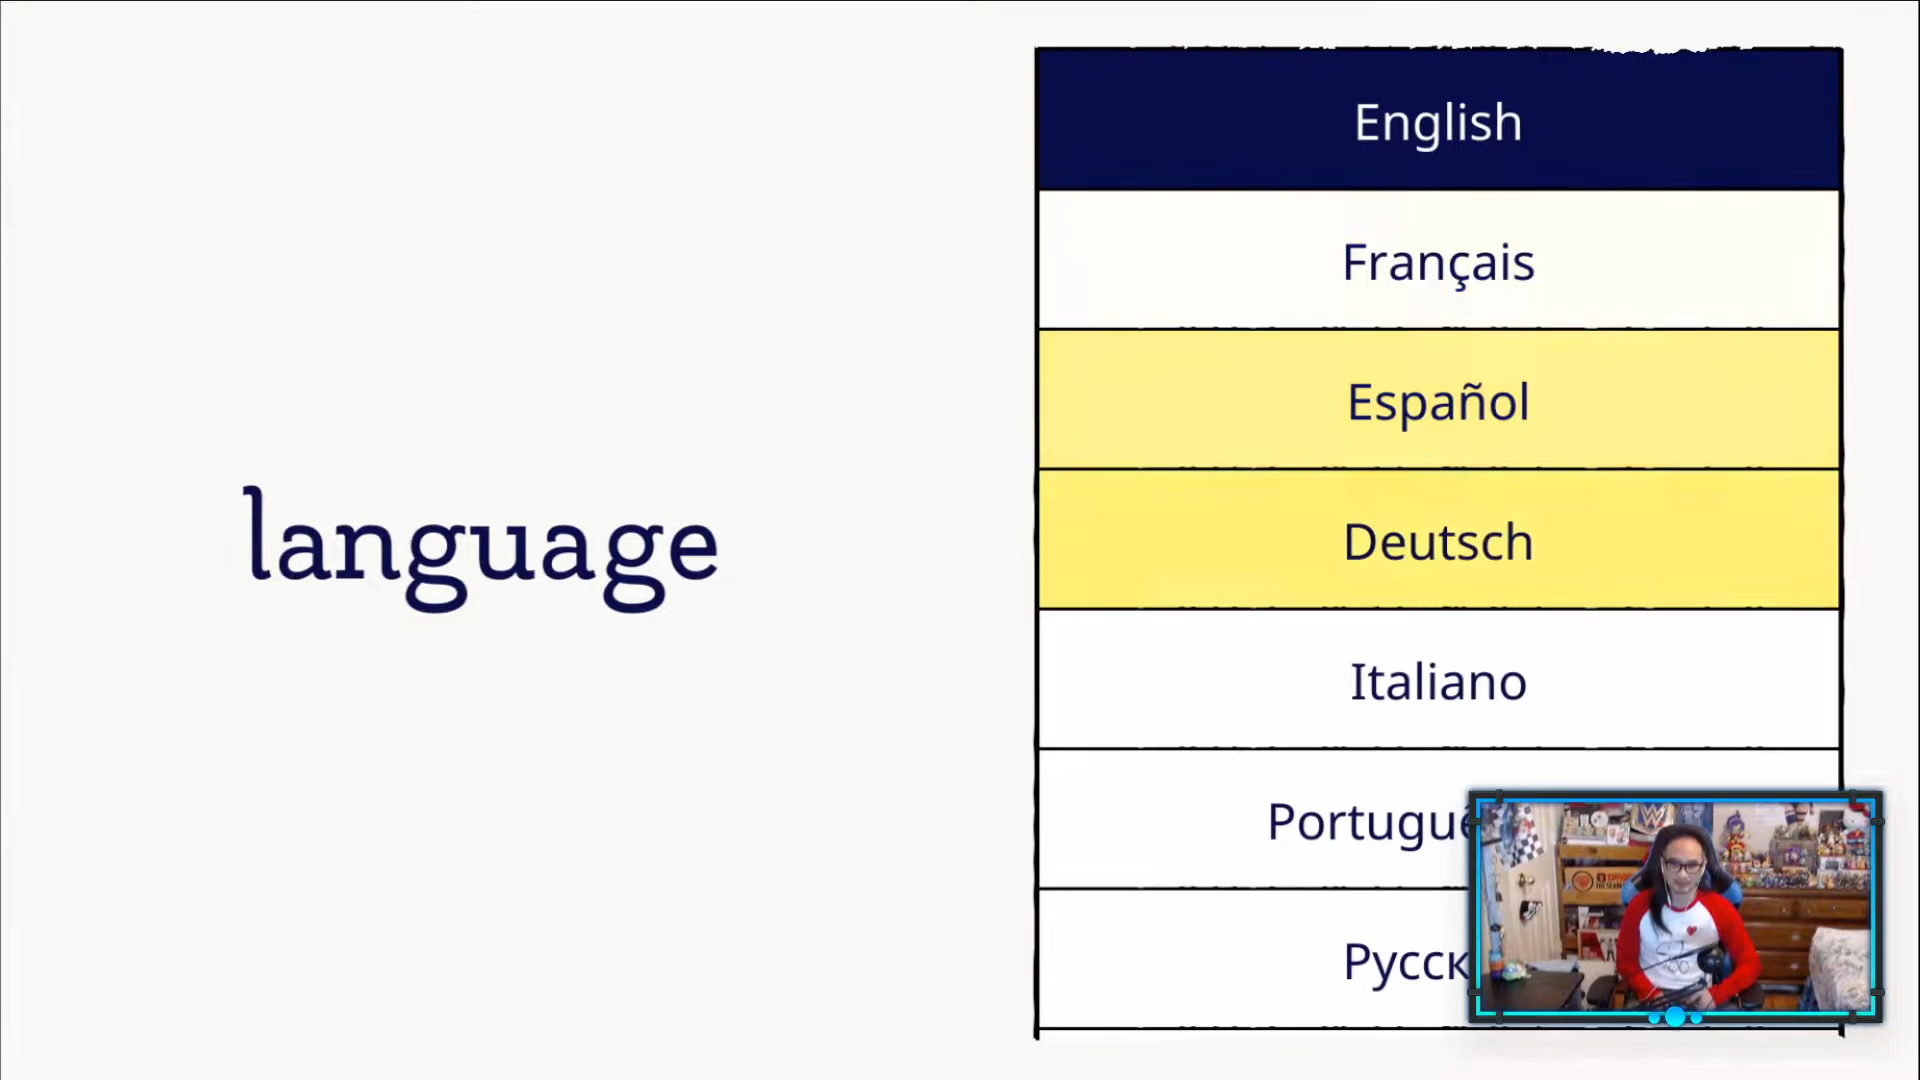 language
English
Français
Español
Deutsch
Italiano